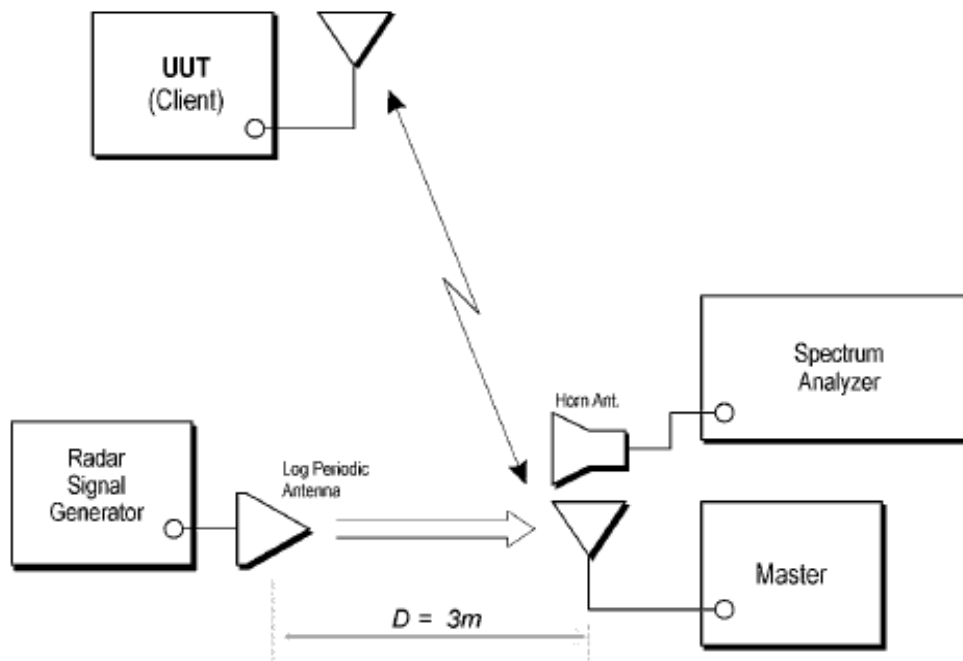 UUT
(Client)
Spectrum
Analyzer
Horn Ant.
Radar
Signal
Generator
Log Periodic
Antenna
Master
D = 3m